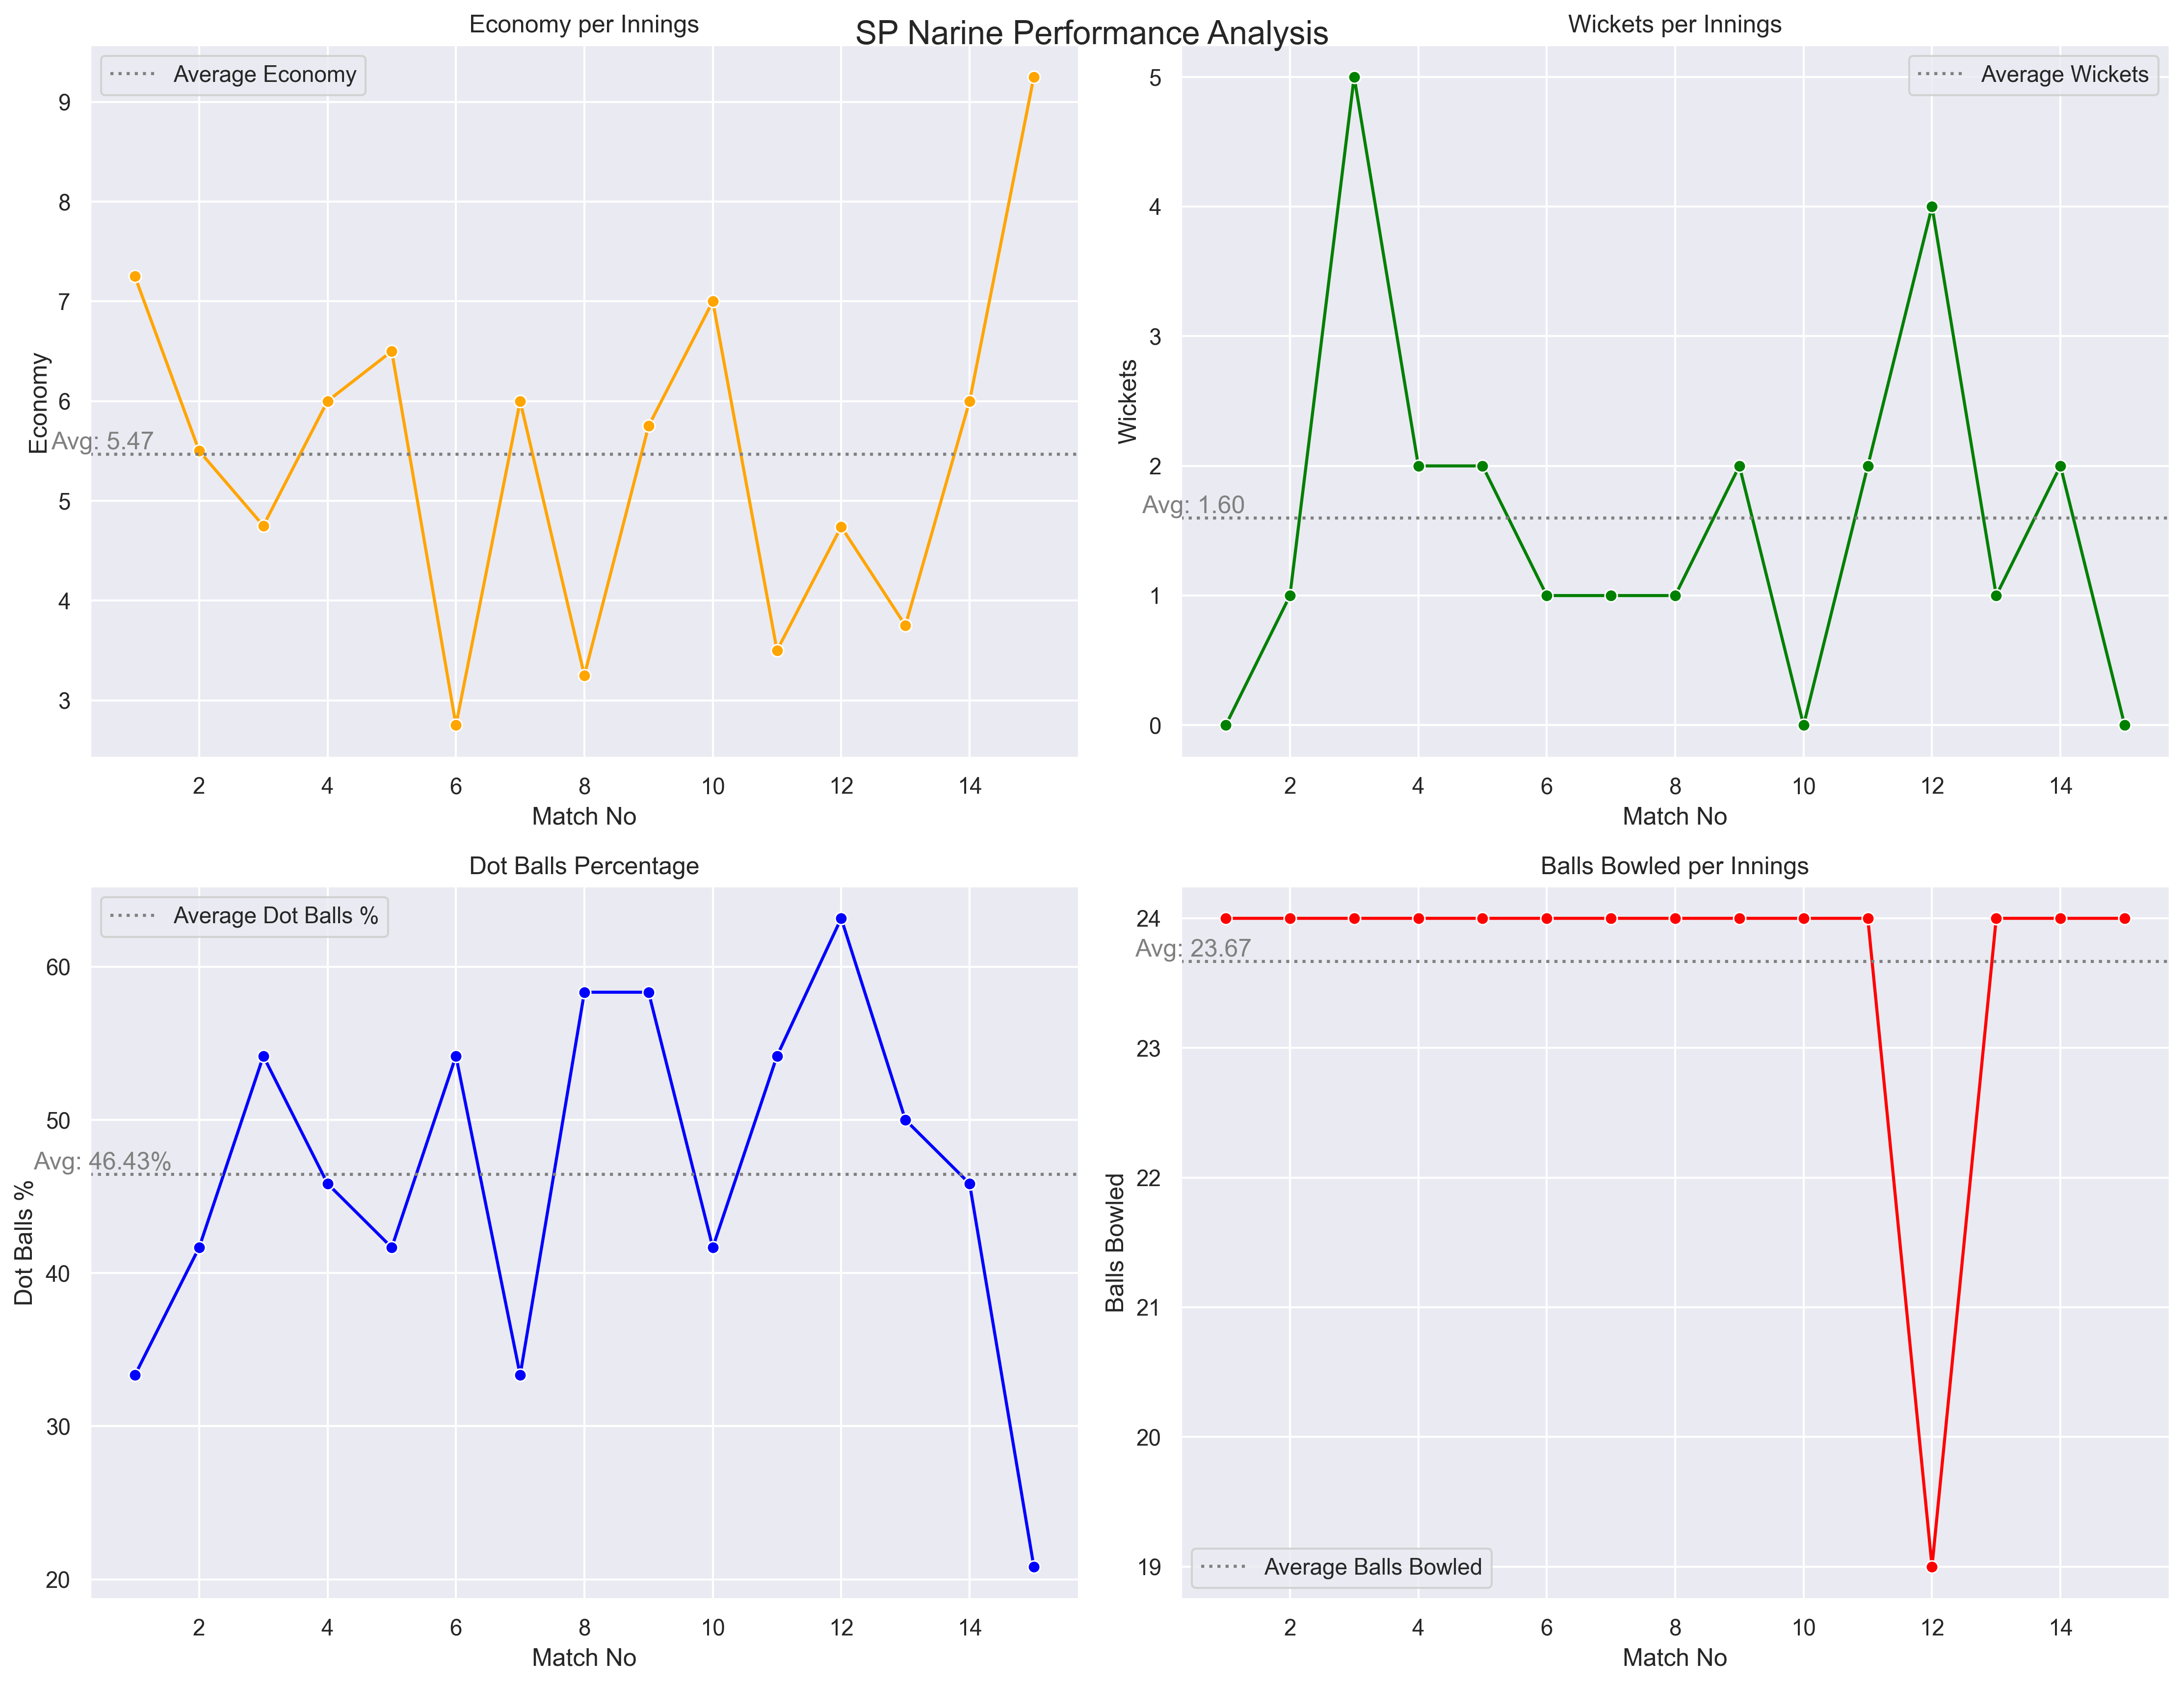 SP Narine Performance Analysis
Economy per Innings
Average Economy
9
8
7
6
5
4
3
Economy
Avg: 5.47
2 4 6 8 10 12 14
Match No
Wickets per Innings
Average Wickets
5
4
3
2
1
0
Wickets
Avg: 1.60
2 4 6 8 10 12 14
Match No
Dot Balls Percentage
Average Dot Balls %
60
50
40
30
20
Dot Balls %
Avg: 46.43%
2 4 6 8 10 12 14
Match No
Balls Bowled per Innings
24
23
22
21
20
19
Balls Bowled
Avg: 23.67
Average Balls Bowled
2 4 6 8 10 12 14
Match No